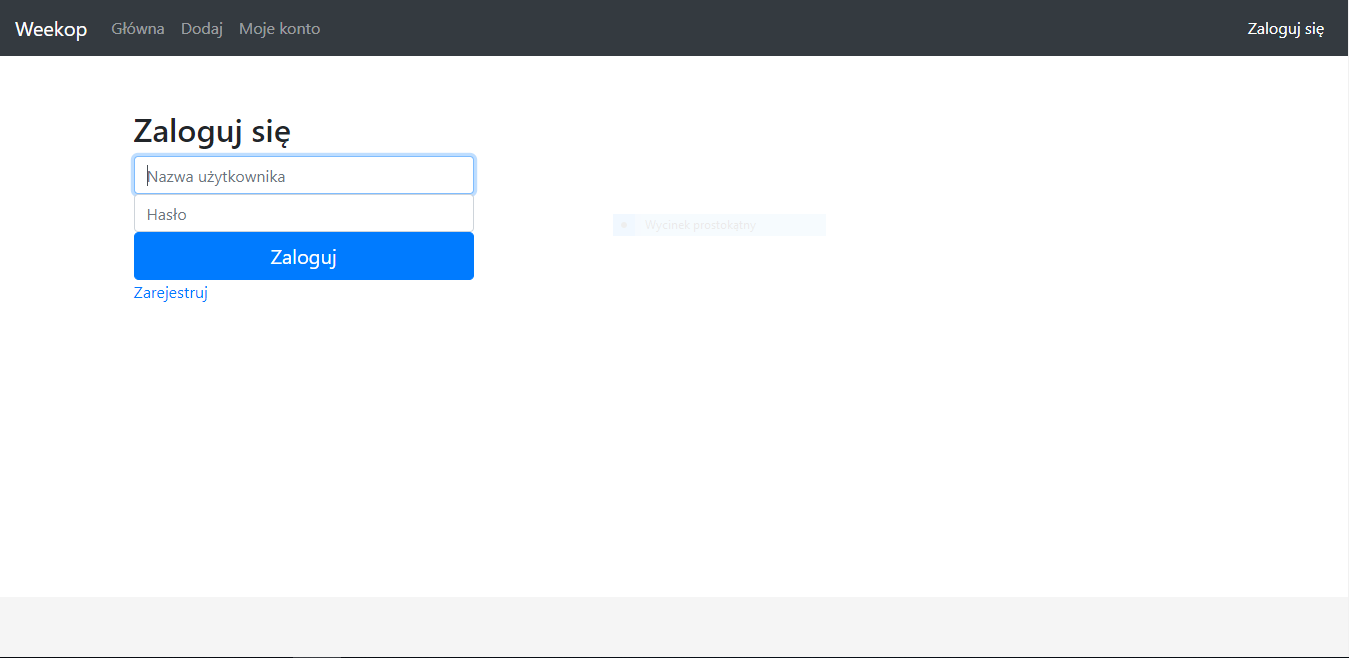 Weekop Główna Dodaj Moje konto Zaloguj się
Zaloguj się
Nazwa użytkownika
Hasło
Wycinek prostokątny
Zaloguj
Zarejestruj